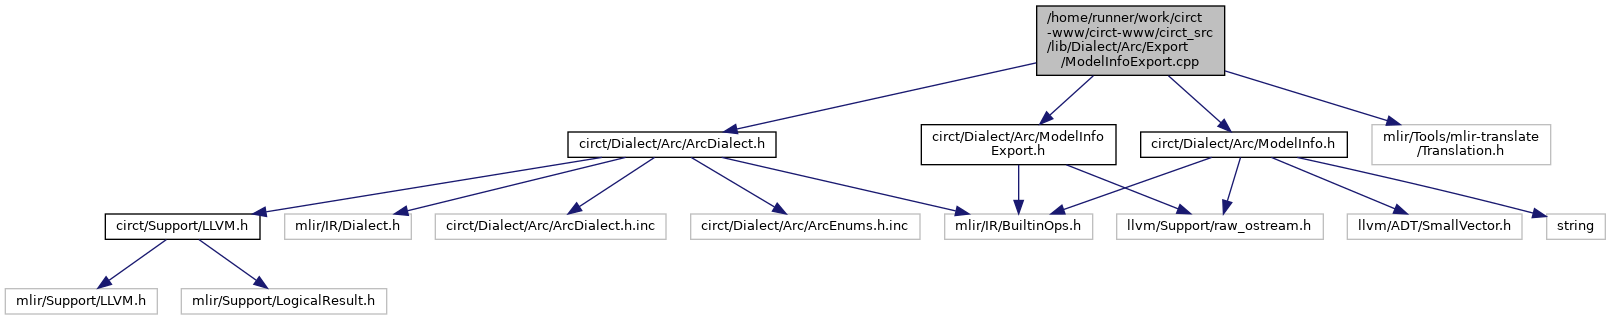 /home/runner/work/circt
-www/circt-www/circt_src
/lib/Dialect/Arc/Export
/ModelInfoExport.cpp
circt/Dialect/Arc/ArcDialect.h
circt/Dialect/Arc/ModelInfo
Export.h
circt/Dialect/Arc/ModelInfo.h
mlir/Tools/mlir-translate
/Translation.h
circt/Support/LLVM.h
mlir/IR/Dialect.h
circt/Dialect/Arc/ArcDialect.h.inc
circt/Dialect/Arc/ArcEnums.h.inc
mlir/IR/BuiltinOps.h
llvm/Support/raw_ostream.h
llvm/ADT/SmallVector.h
string
mlir/Support/LLVM.h
mlir/Support/LogicalResult.h